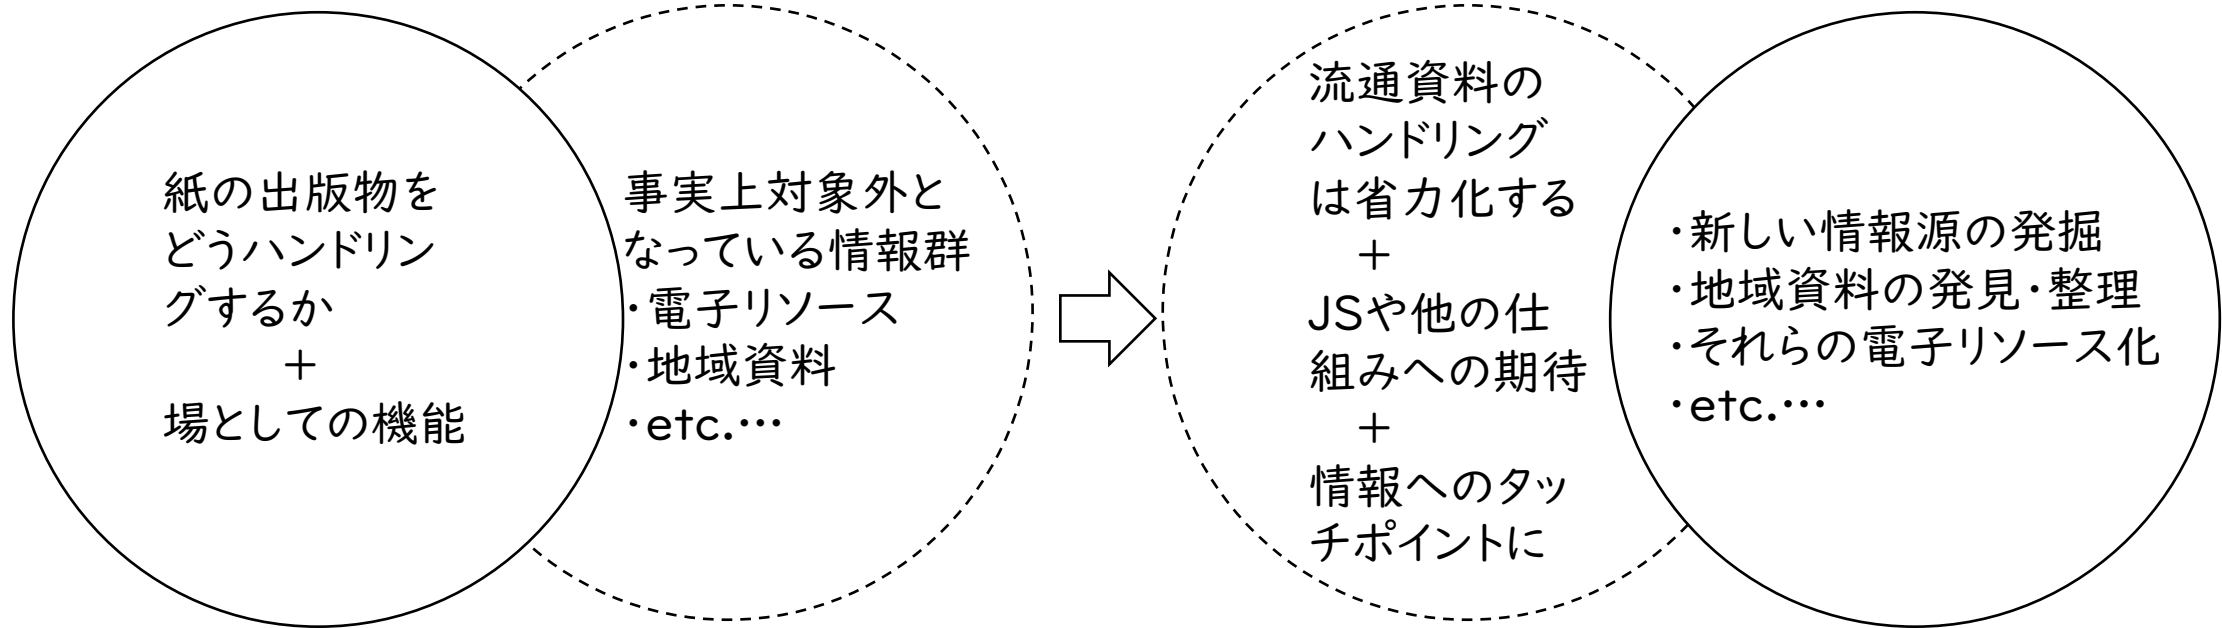 紙の出版物を
どうハンドリン
グするか
＋
場としての機能
事実上対象外と
なっている情報群
・電子リソース
・地域資料
・etc.…
流通資料の
ハンドリング
は省力化する
＋
JSや他の仕
組みへの期待
＋
情報へのタッ
チポイントに
・新しい情報源の発掘
・地域資料の発見・整理
・それらの電子リソース化
・etc.…